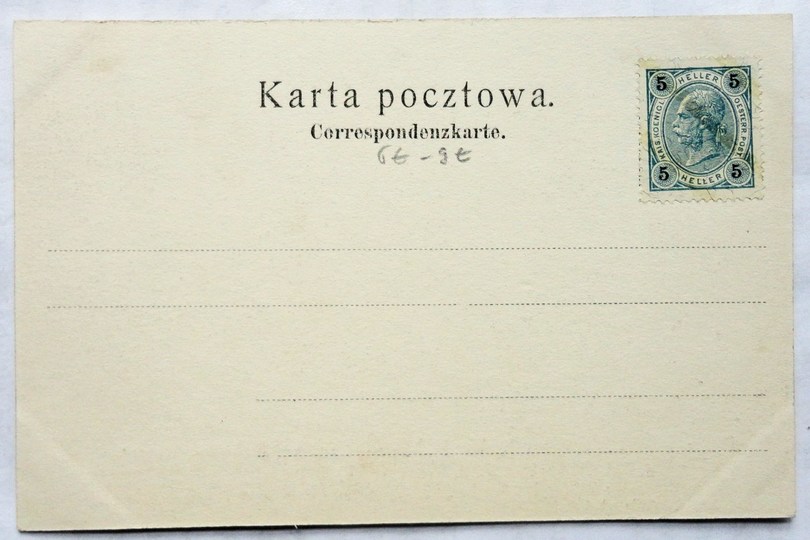 Karta pocztowa.
Correspondenzkarte.
5 HELLER 5
KAIS. KOENIGL. OESTERR. POST
5 HELLER 5